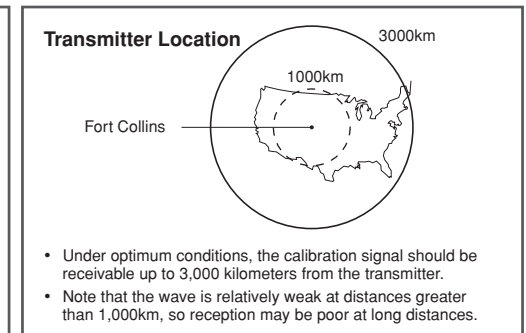 Transmitter Location
3000km
1000km
Fort Collins
• Under optimum conditions, the calibration signal should be
receivable up to 3,000 kilometers from the transmitter.
• Note that the wave is relatively weak at distances greater
than 1,000km, so reception may be poor at long distances.